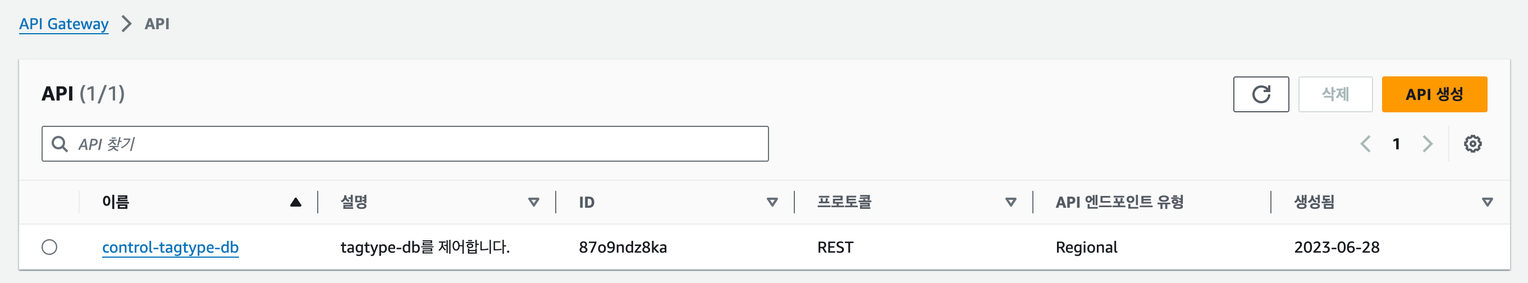 API Gateway > API
API (1/1)
삭제
API 생성
API 찾기
1
이름 설명 ID 프로토콜 API 엔드포인트 유형 생성됨
control-tagtype-db tagtype-db를 제어합니다. 87o9ndz8ka REST Regional 2023-06-28